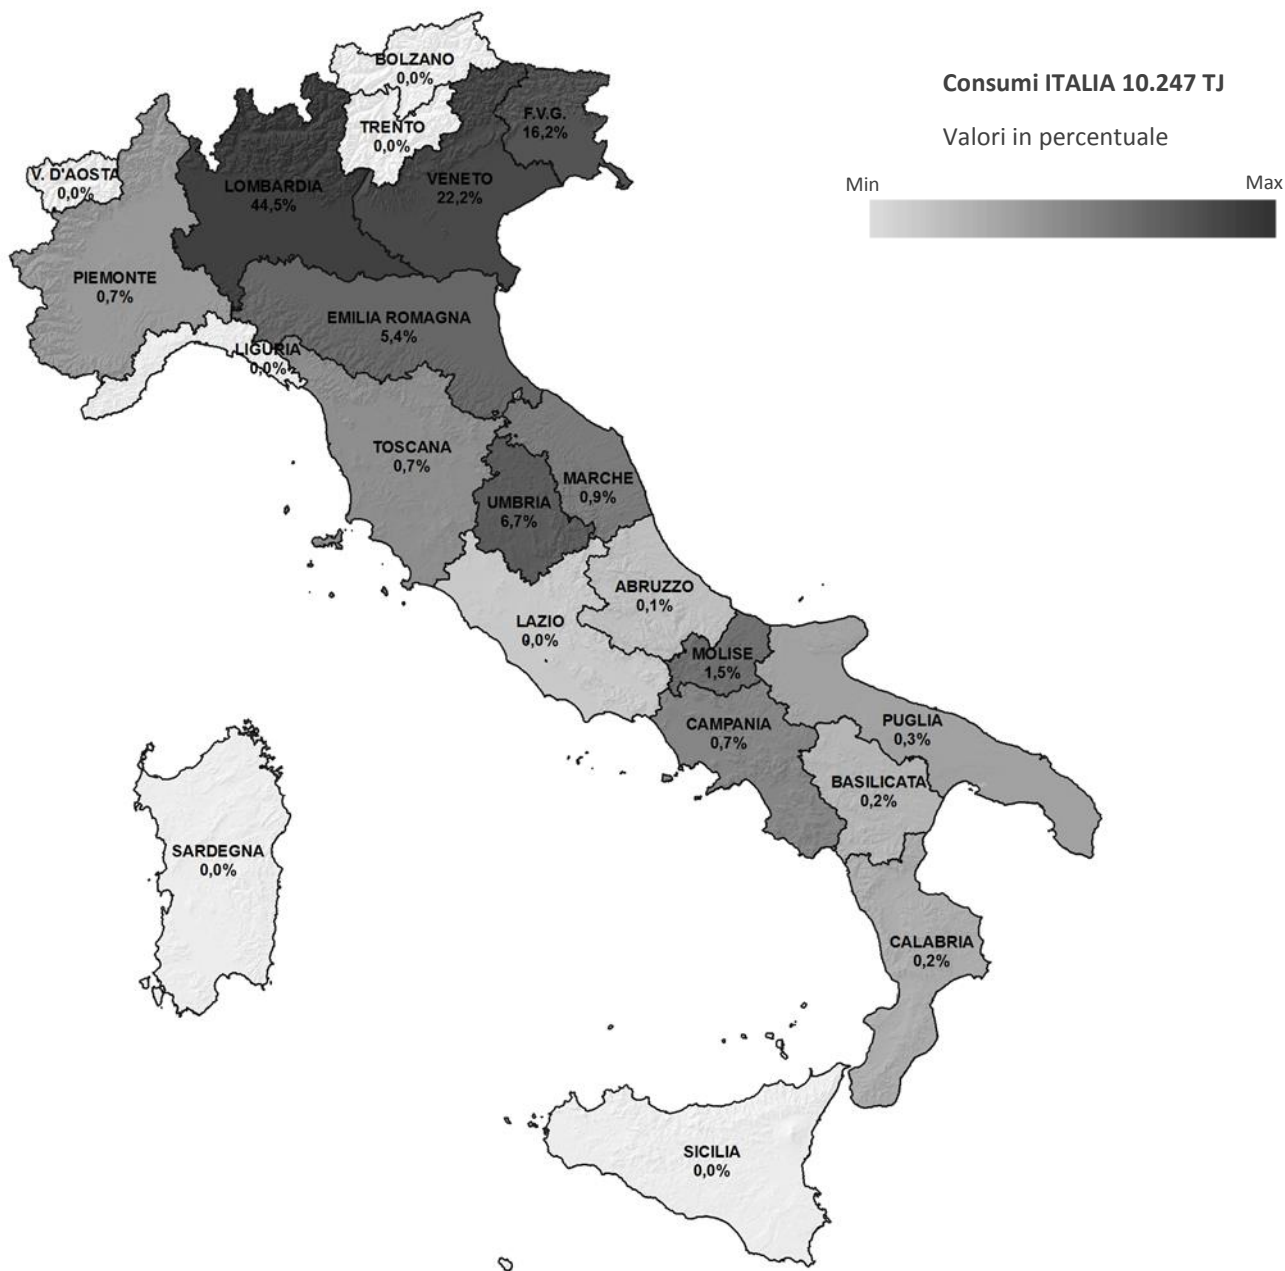 Consumi ITALIA 10.247 TJ
Valori in percentuale
Min
Max
BOLZANO
0,0%
TRENTO
0,0%
F.V.G.
16,2%
V. D'AOSTA
0,0%
LOMBARDIA
44,5%
VENETO
22,2%
PIEMONTE
0,7%
EMILIA ROMAGNA
5,4%
LIGURIA
0,0%
TOSCANA
0,7%
MARCHE
0,9%
UMBRIA
6,7%
ABRUZZO
0,1%
LAZIO
0,0%
MOLISE
1,5%
CAMPANIA
0,7%
PUGLIA
0,3%
BASILICATA
0,2%
SARDEGNA
0,0%
CALABRIA
0,2%
SICILIA
0,0%